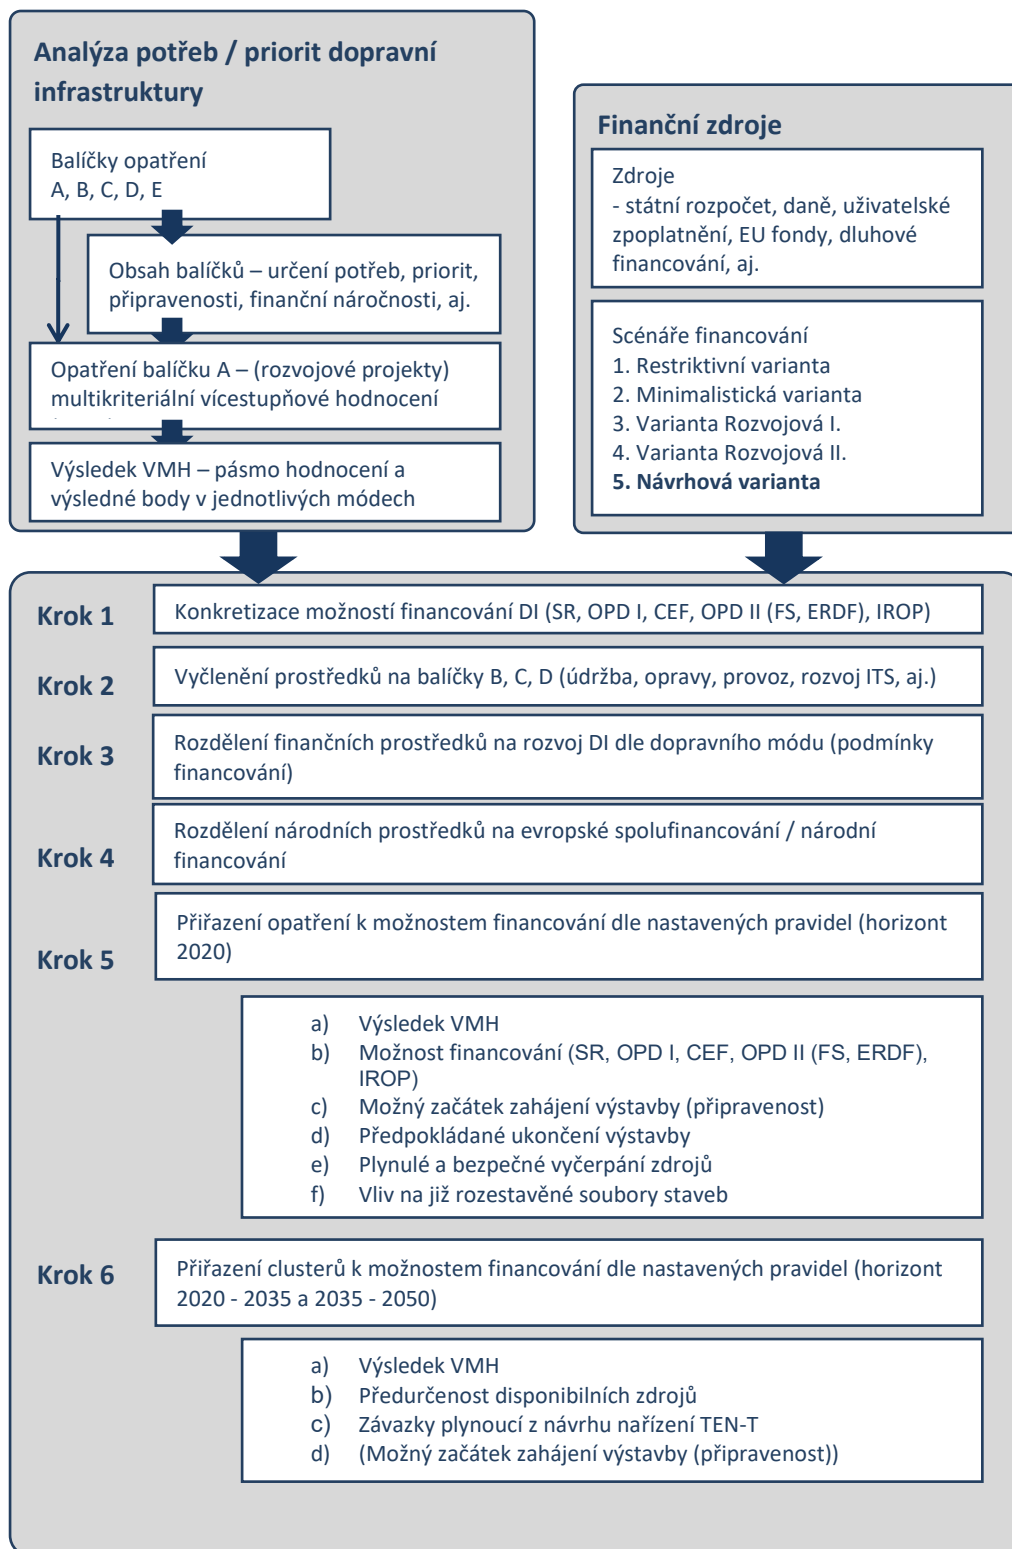 Analýza potřeb / priorit dopravní
infrastruktury
Balíčky opatření
A, B, C, D, E
Obsah balíčků – určení potřeb, priorit,
připravenosti, finanční náročnosti, aj.
Opatření balíčku A – (rozvojové projekty)
multikriteriální vícestupňové hodnocení
Výsledek VMH – pásmo hodnocení a
výsledné body v jednotlivých módech
Finanční zdroje
Zdroje
- státní rozpočet, daně, uživatelské
zpoplatnění, EU fondy, dluhové
financování, aj.
Scénáře financování
1. Restriktivní varianta
2. Minimalistická varianta
3. Varianta Rozvojová I.
4. Varianta Rozvojová II.
5. Návrhová varianta
Krok 1
Konkretizace možností financování DI (SR, OPD I, CEF, OPD II (FS, ERDF), IROP)
Krok 2
Vyčlenění prostředků na balíčky B, C, D (údržba, opravy, provoz, rozvoj ITS, aj.)
Krok 3
Rozdělení finančních prostředků na rozvoj DI dle dopravního módu (podmínky
financování)
Krok 4
Rozdělení národních prostředků na evropské spolufinancování / národní
financování
Krok 5
Přiřazení opatření k možnostem financování dle nastavených pravidel (horizont
2020)
a) Výsledek VMH
b) Možnost financování (SR, OPD I, CEF, OPD II (FS, ERDF),
IROP)
c) Možný začátek zahájení výstavby (připravenost)
d) Předpokládané ukončení výstavby
e) Plynulé a bezpečné vyčerpání zdrojů
f) Vliv na již rozestavěné soubory staveb
Krok 6
Přiřazení clusterů k možnostem financování dle nastavených pravidel (horizont
2020 - 2035 a 2035 - 2050)
a) Výsledek VMH
b) Předurčenost disponibilních zdrojů
c) Závazky plynoucí z návrhu nařízení TEN-T
d) (Možný začátek zahájení výstavby (připravenost))